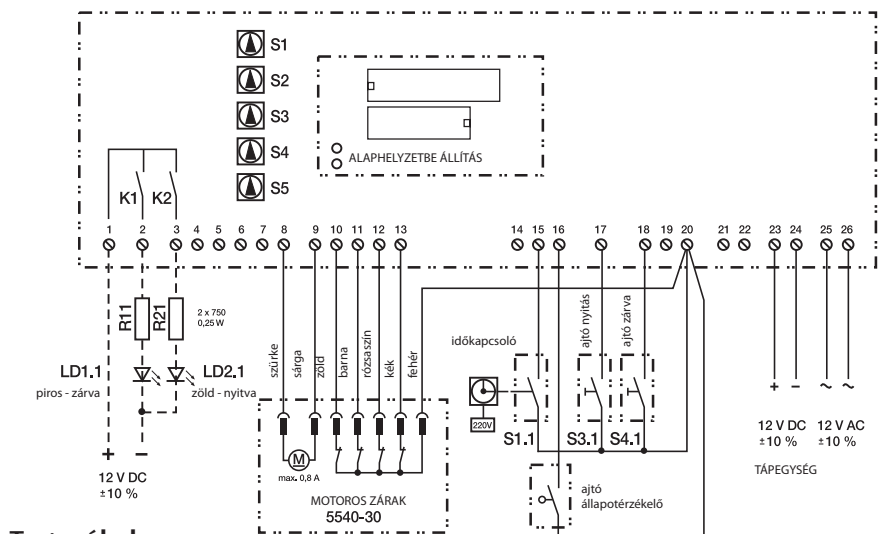 S1
S2
S3
S4
S5
ALAPHELYZETBE ÁLLÍTÁS
K1 K2
1 2 3 4 5 6 7 8 9 10 11 12 13 14 15 16 17 18 19 20 21 22 23 24 25 26
R11
R21
2 x 750
0,25 W
LD1.1
piros - zárva
LD2.1
zöld - nyitva
+ −
12 V DC
±10 %
szürke
sárga
zöld
barna
rózsaszín
kék
fehér
M
max. 0,8 A
MOTOROS ZÁRAK
5540-30
időkapcsoló
220V
ajtó nyitás
ajtó zárva
S1.1 S3.1 S4.1
ajtó
állapotérzékelő
+ − ~ ~
12 V DC 12 V AC
±10 % ±10 %
TÁPEGYSÉG